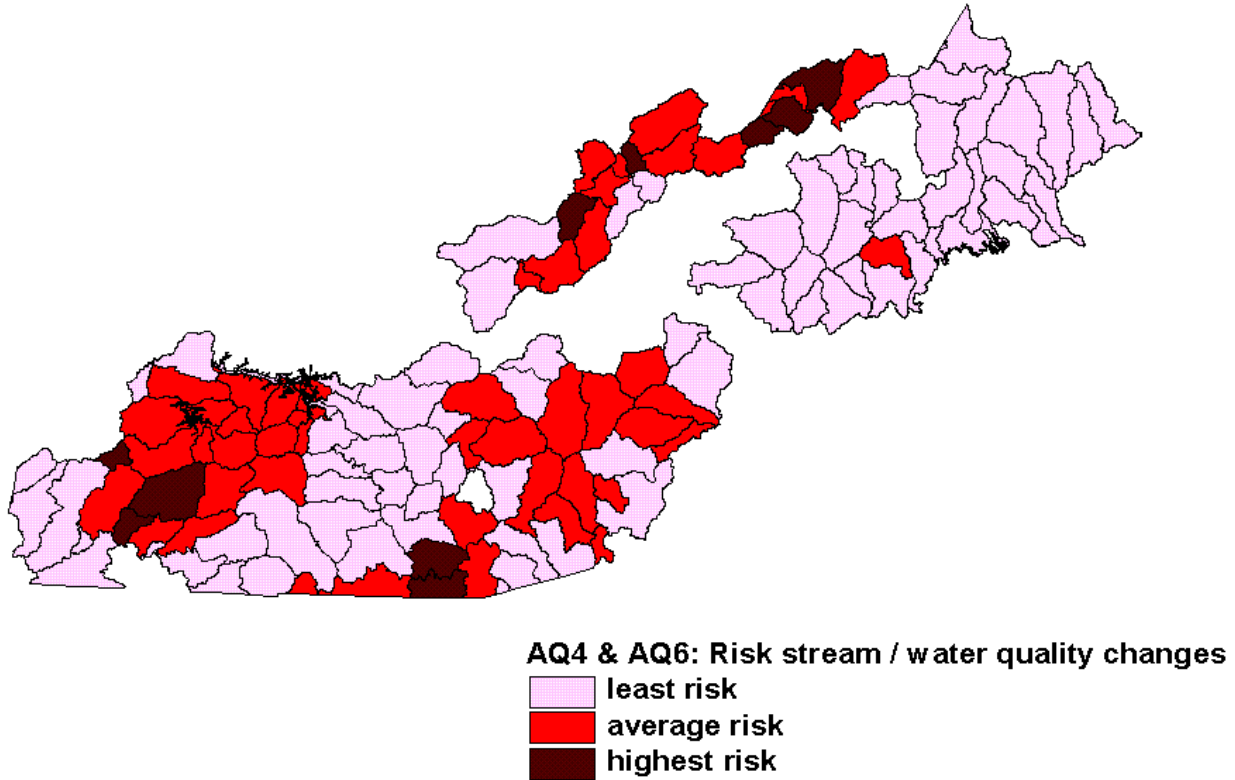 AQ4 & AQ6: Risk stream / water quality changes
least risk
average risk
highest risk